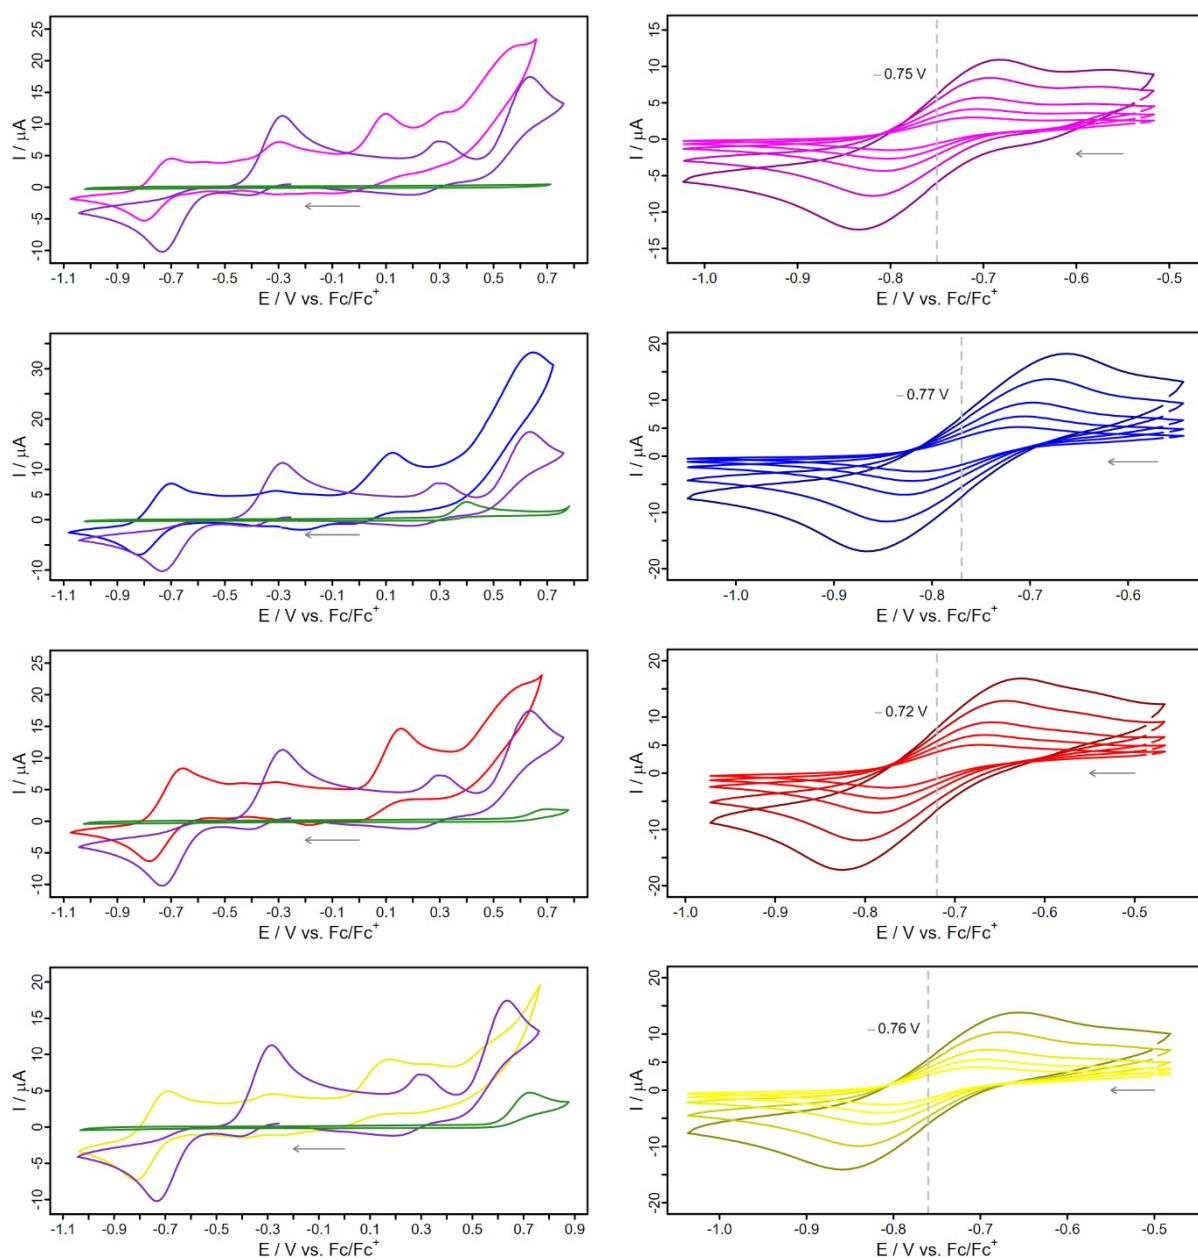 I / µA
25
20
15
10
5
0
-5
-10
-1.1 -0.9 -0.7 -0.5 -0.3 -0.1 0.1 0.3 0.5 0.7
E / V vs. Fc/Fc⁺
I / µA
15
10
5
0
-5
-10
-15
– 0.75 V
-1.0 -0.9 -0.8 -0.7 -0.6 -0.5
E / V vs. Fc/Fc⁺
I / µA
30
20
10
5
0
-10
-1.1 -0.9 -0.7 -0.5 -0.3 -0.1 0.1 0.3 0.5 0.7
E / V vs. Fc/Fc⁺
I / µA
20
10
5
0
-10
-20
– 0.77 V
-1.0 -0.9 -0.8 -0.7 -0.6
E / V vs. Fc/Fc⁺
I / µA
25
20
15
10
5
0
-5
-10
-1.1 -0.9 -0.7 -0.5 -0.3 -0.1 0.1 0.3 0.5 0.7
E / V vs. Fc/Fc⁺
I / µA
20
10
5
0
-10
-20
– 0.72 V
-1.0 -0.9 -0.8 -0.7 -0.6 -0.5
E / V vs. Fc/Fc⁺
I / µA
20
15
10
5
0
-5
-10
-1.1 -0.9 -0.7 -0.5 -0.3 -0.1 0.1 0.3 0.5 0.7 0.9
E / V vs. Fc/Fc⁺
I / µA
20
10
5
0
-10
-20
– 0.76 V
-1.0 -0.9 -0.8 -0.7 -0.6 -0.5
E / V vs. Fc/Fc⁺